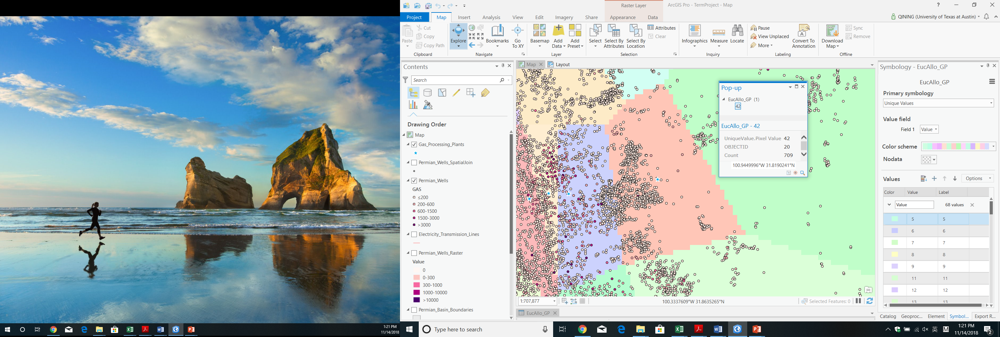 1:21 PM
11/14/2018
Raster Layer
ArcGIS Pro - TermProject - Map
?
Project
Map
Insert
Analysis
View
Edit
Imagery
Share
Appearance
Data
QINING (University of Texas at Austin)
Paste
Cut
Copy
Copy Path
Clipboard
Explore
Bookmarks
Go
To XY
Navigate
Basemap
Add
Data
Add
Preset
Layer
Select
Select By
Attributes
Select By
Location
Attributes
Clear
Selection
Infographics
Measure
Locate
Inquiry
Pause
View Unplaced
More
Convert To
Annotation
Labeling
Download
Map
Sync
Remove
Offline
Contents
Search
Drawing Order
Map
Gas_Processing_Plants
Permian_Wells_SpatialJoin
Permian_Wells
GAS
≤200
200-600
600-1500
1500-3000
>3000
Electricity_Transmission_Lines
Permian_Wells_Raster
Value
0
0-300
300-1000
1000-10000
>10000
Permian_Basin_Boundaries
Map
Layout
Pop-up
EucAllo_GP (1)
42
EucAllo_GP - 42
UniqueValue.Pixel Value 42
OBJECTID 20
Count 709
100.9449996°W 31.8190241°N
1:707,877
100.3337609°W 31.8635265°N
Selected Features: 0
EucAllo_GP
Symbology - EucAllo_GP
EucAllo_GP
Primary symbology
Unique Values
Value field
Field 1 Value
Color scheme
Nodata
Values
Options
Color Value Label
Value 68 values
5 5
6 6
7 7
8 8
9 9
11 11
12 12
13 13
Catalog Geoproc... Element Symbol... Export R...
Type here to search
英
M
1:21 PM
11/14/2018
2